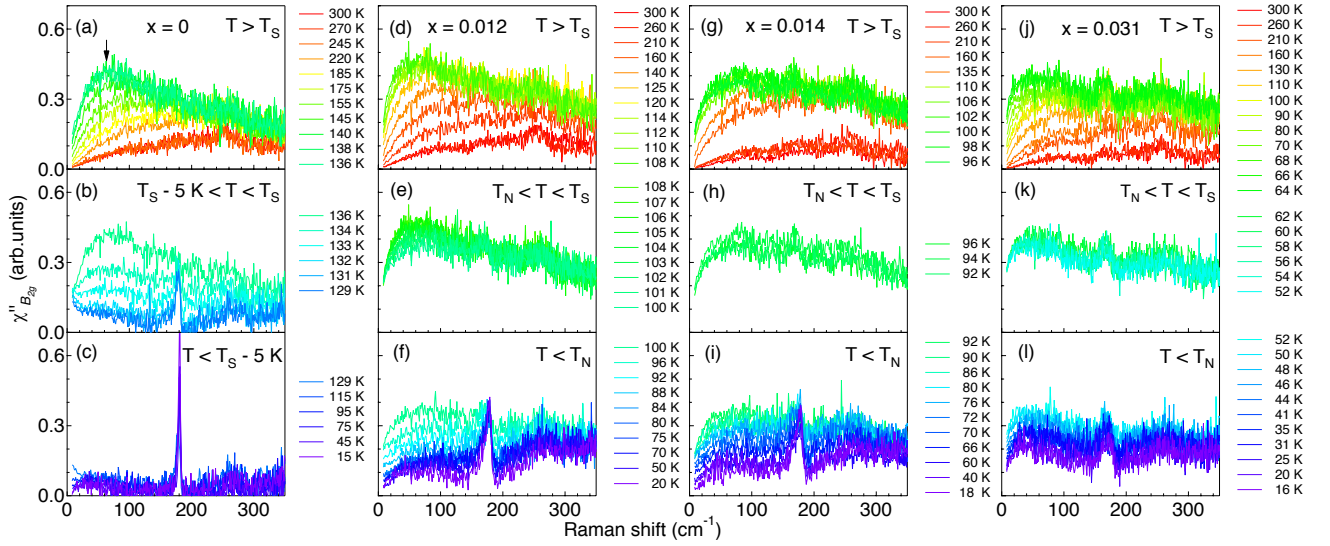 (a) x = 0 T > T_S
300 K
270 K
245 K
220 K
185 K
175 K
155 K
145 K
140 K
138 K
136 K
(d) x = 0.012 T > T_S
300 K
260 K
210 K
160 K
140 K
125 K
120 K
114 K
112 K
110 K
108 K
(g) x = 0.014 T > T_S
300 K
260 K
210 K
160 K
135 K
110 K
106 K
102 K
100 K
98 K
96 K
(j) x = 0.031 T > T_S
300 K
260 K
210 K
160 K
130 K
110 K
100 K
90 K
80 K
70 K
68 K
66 K
64 K
(b) T_S - 5 K < T < T_S
136 K
134 K
133 K
132 K
131 K
129 K
(e) T_N < T < T_S
108 K
107 K
106 K
105 K
104 K
103 K
102 K
101 K
100 K
(h) T_N < T < T_S
96 K
94 K
92 K
(k) T_N < T < T_S
62 K
60 K
58 K
56 K
54 K
52 K
(c) T < T_S - 5 K
129 K
115 K
95 K
75 K
45 K
15 K
(f) T < T_N
100 K
96 K
92 K
88 K
84 K
80 K
75 K
70 K
50 K
20 K
(i) T < T_N
92 K
90 K
86 K
80 K
76 K
72 K
70 K
66 K
60 K
40 K
18 K
(l) T < T_N
52 K
50 K
48 K
46 K
44 K
41 K
35 K
31 K
25 K
20 K
16 K
0.6
0.3
0.0
0.6
0.3
0.0
0.6
0.3
0.0
χ''_{B_{2g}} (arb.units)
0 100 200 300
0 100 200 300
0 100 200 300
0 100 200 300
Raman shift (cm⁻¹)